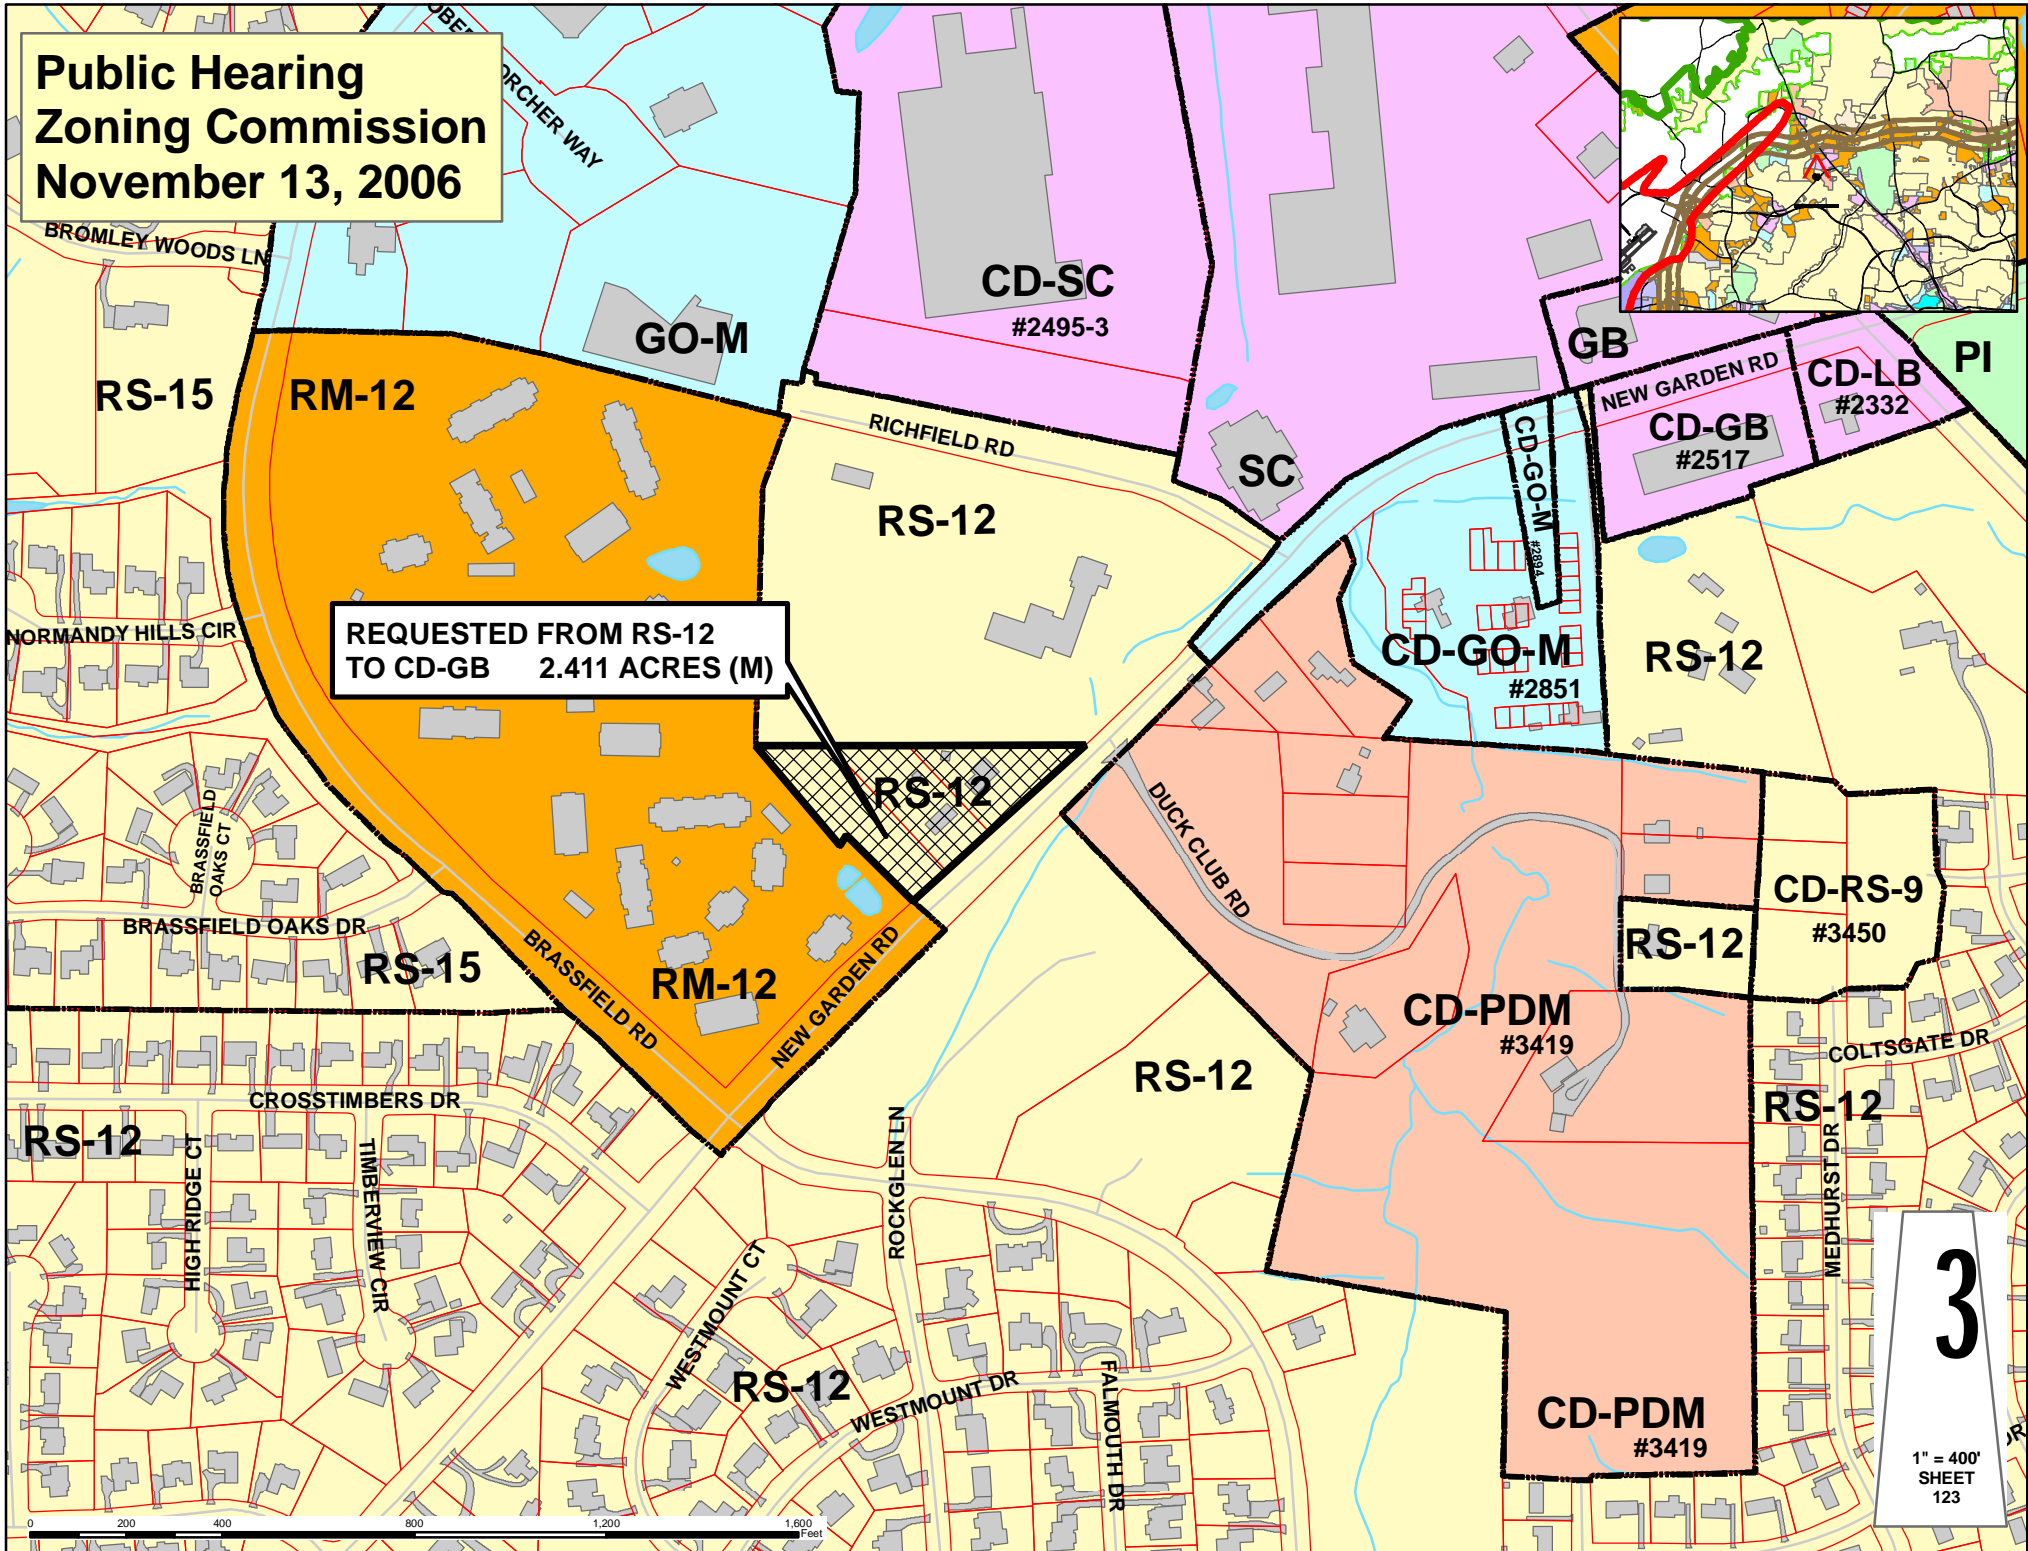 Public Hearing
Zoning Commission
November 13, 2006
ORCHER WAY
BROMLEY WOODS LN
CD-SC
#2495-3
GO-M
GB
PI
NEW GARDEN RD
CD-LB
#2332
RS-15
RM-12
RICHFIELD RD
CD-GB
#2517
SC
CD-GO-M
#2894
RS-12
NORMANDY HILLS CIR
REQUESTED FROM RS-12
TO CD-GB 2.411 ACRES (M)
CD-GO-M
#2851
RS-12
RS-12
DUCK CLUB RD
BRASSFIELD
OAKS CT
BRASSFIELD OAKS DR
CD-RS-9
#3450
RS-12
RS-15
BRASSFIELD RD
RM-12
NEW GARDEN RD
CD-PDM
#3419
COLTSGATE DR
RS-12
RS-12
CROSSTIMBERS DR
RS-12
HIGH RIDGE CT
TIMBERVIEW CIR
ROCKGLEN LN
MEDHURST DR
WESTMOUNT CT
RS-12
WESTMOUNT DR
FALMOUTH DR
CD-PDM
#3419
3
1" = 400'
SHEET
123
DR
0 200 400 800 1,200 1,600
Feet